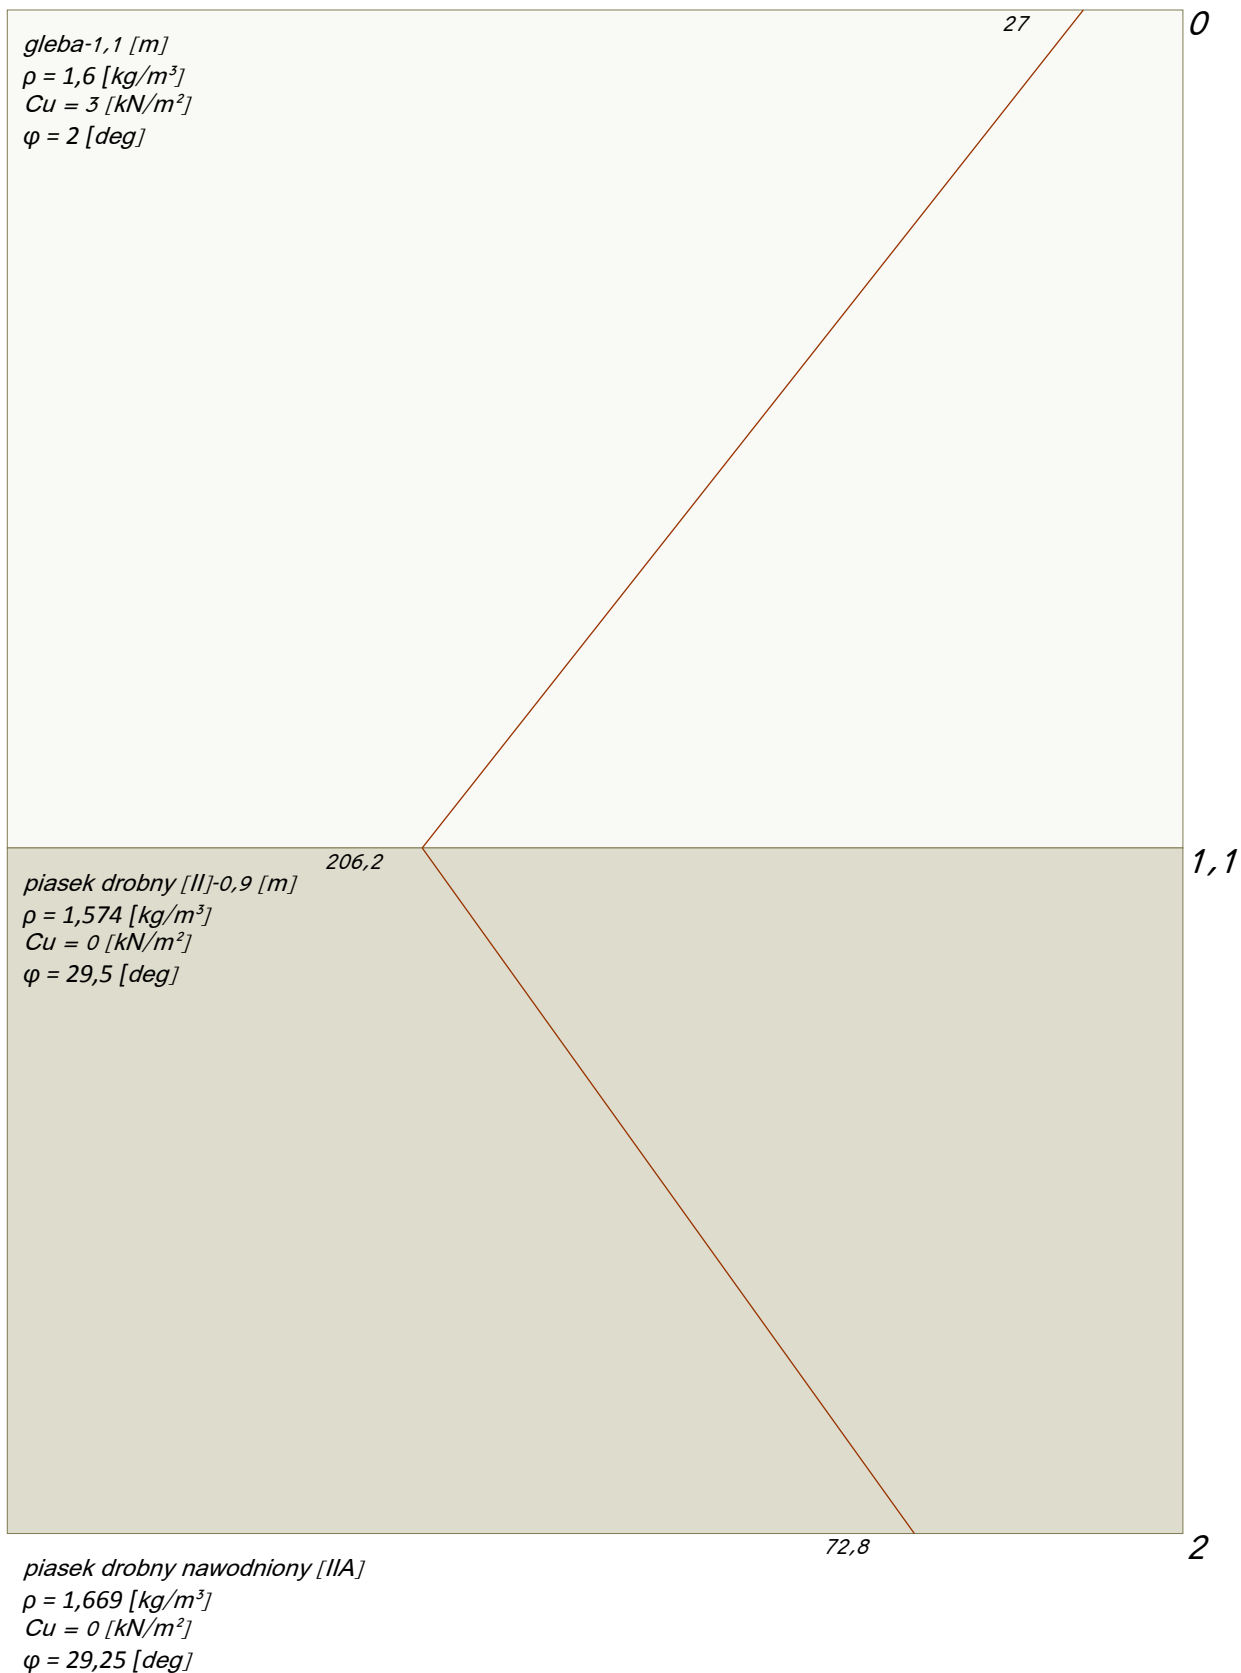 27
0
gleba-1,1 [m]
ρ = 1,6 [kg/m³]
Cu = 3 [kN/m²]
φ = 2 [deg]
206,2
1,1
piasek drobny [II]-0,9 [m]
ρ = 1,574 [kg/m³]
Cu = 0 [kN/m²]
φ = 29,5 [deg]
72,8
2
piasek drobny nawodniony [IIA]
ρ = 1,669 [kg/m³]
Cu = 0 [kN/m²]
φ = 29,25 [deg]